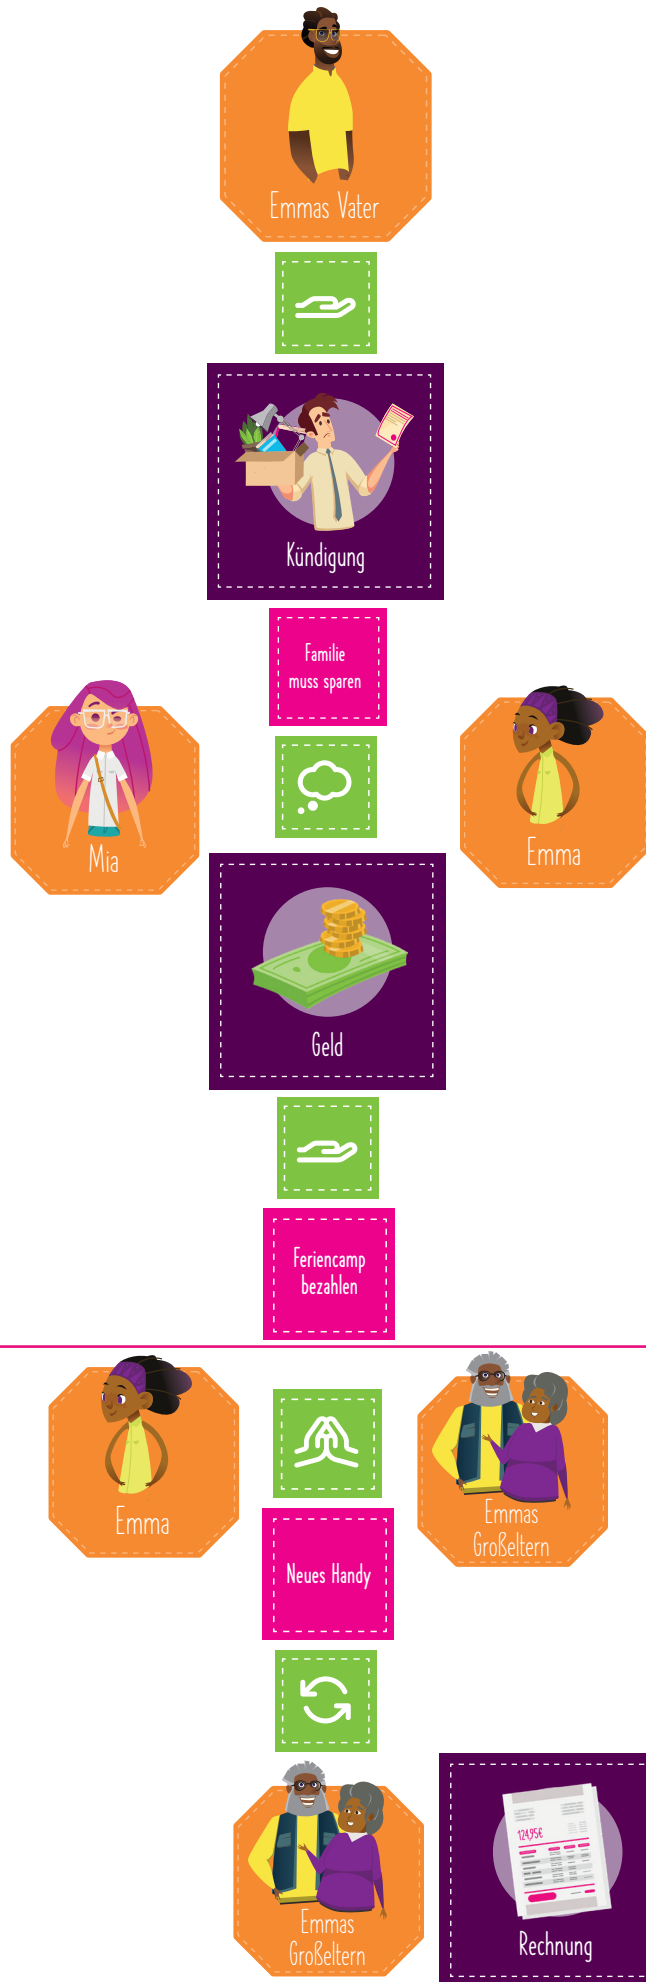 Emmas Vater
Kündigung
Familie
muss sparen
Mia
Emma
Geld
Feriencamp
bezahlen
Emma
Emmas
Großeltern
Neues Handy
Emmas
Großeltern
124,95€
Rechnung